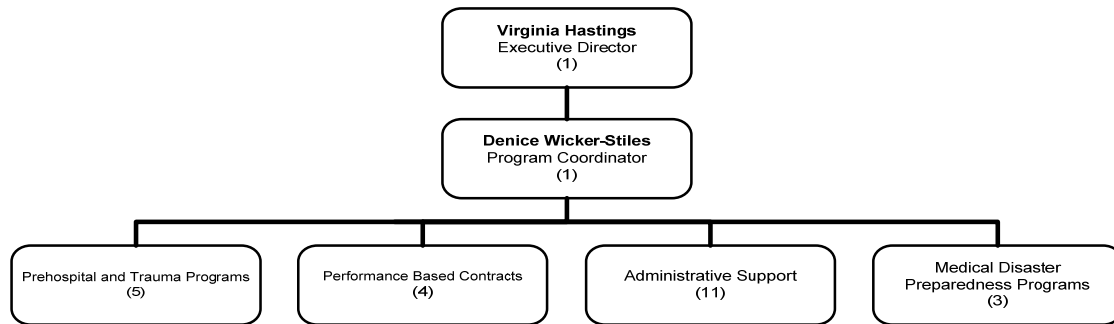 Virginia Hastings
Executive Director
(1)
Denice Wicker-Stiles
Program Coordinator
(1)
Prehospital and Trauma Programs
(5)
Performance Based Contracts
(4)
Administrative Support
(11)
Medical Disaster
Preparedness Programs
(3)